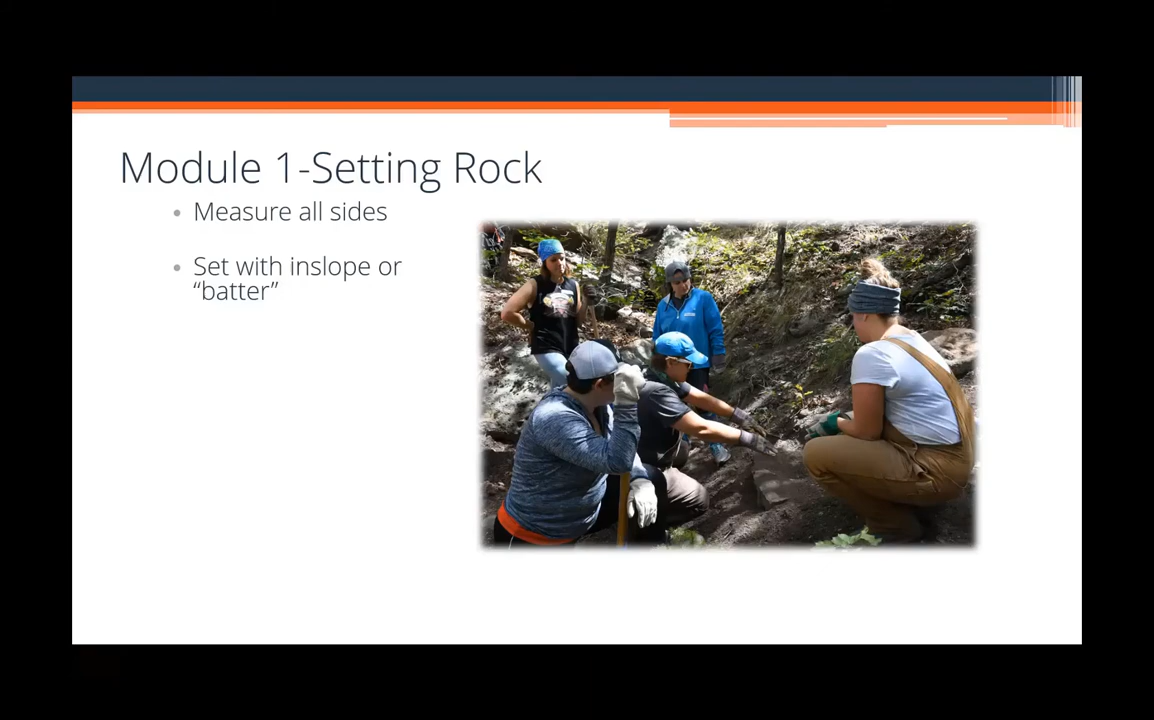 Module 1-Setting Rock
• Measure all sides
• Set with inslope or
“batter”